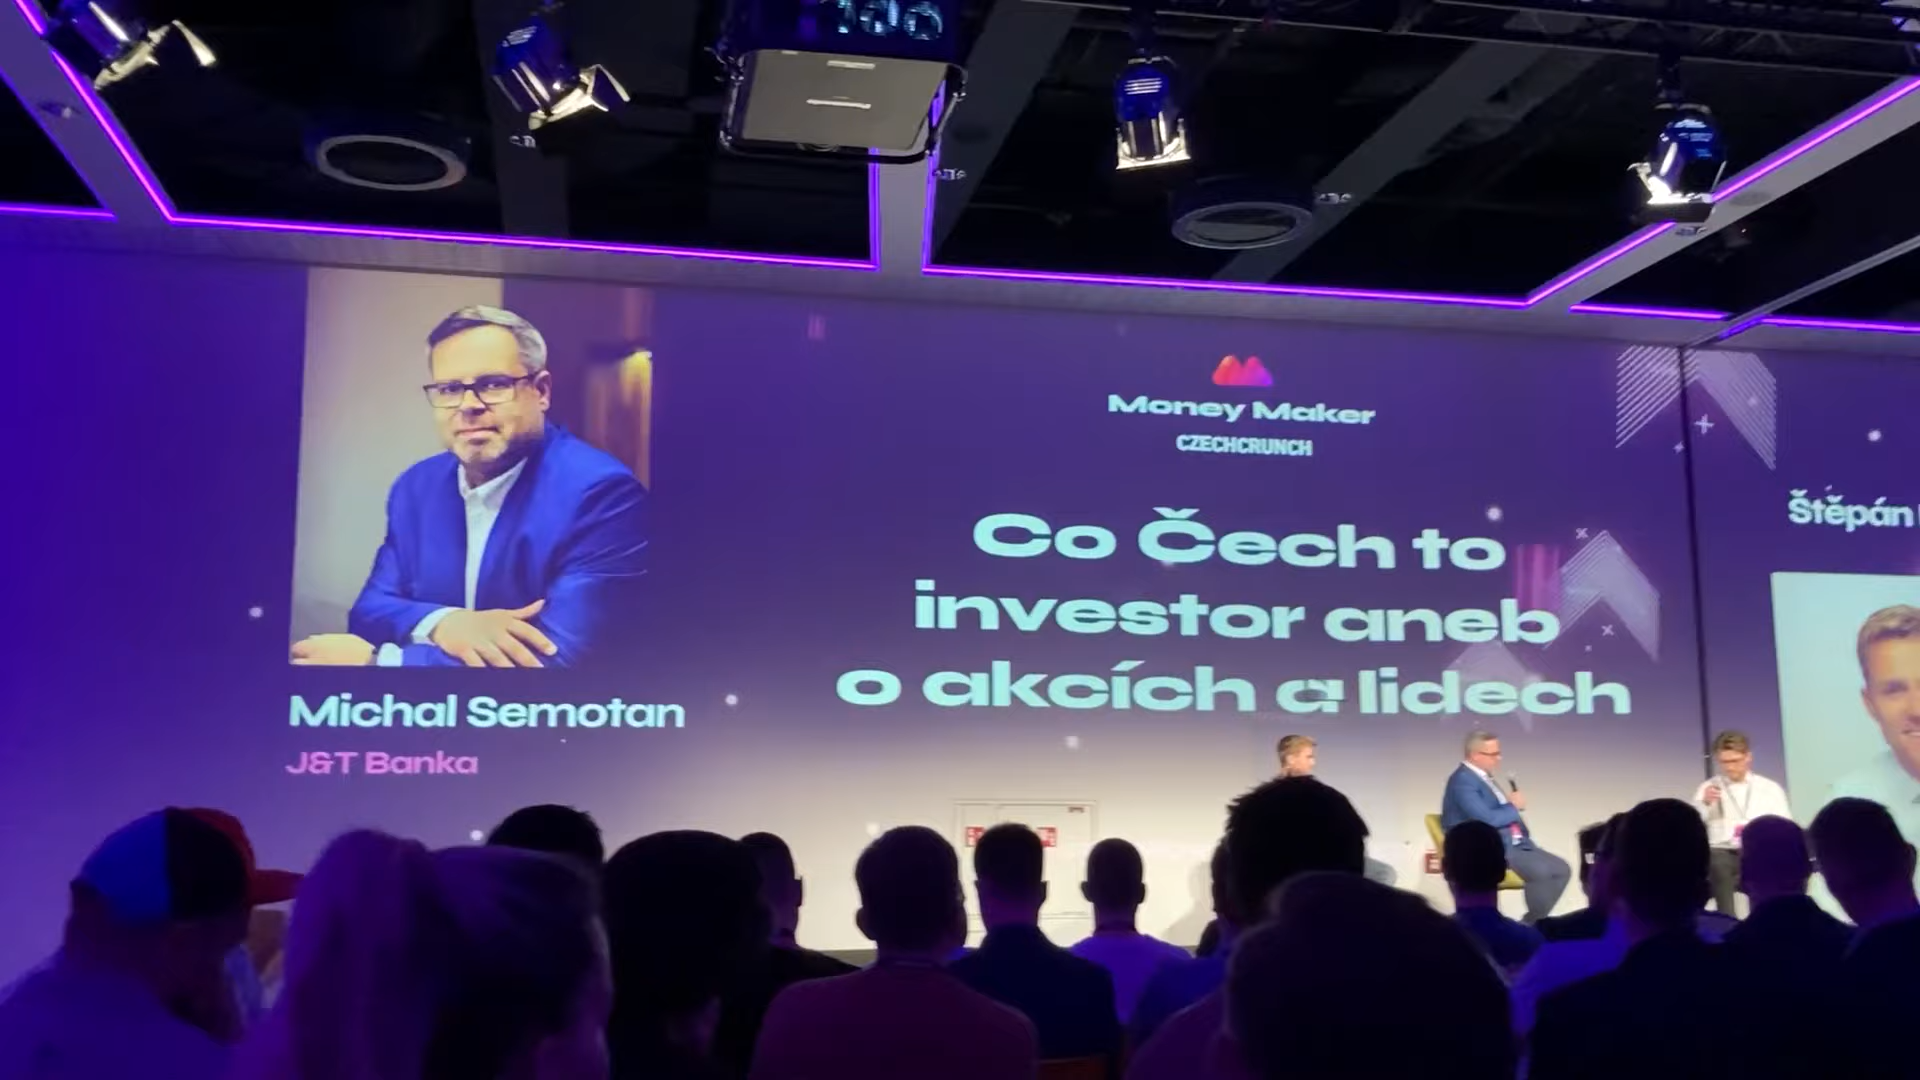 Money Maker
CZECHCRUNCH
Co Čech to
investor aneb
o akcích a lidech
Michal Semotan
J&T Banka
Štěpán